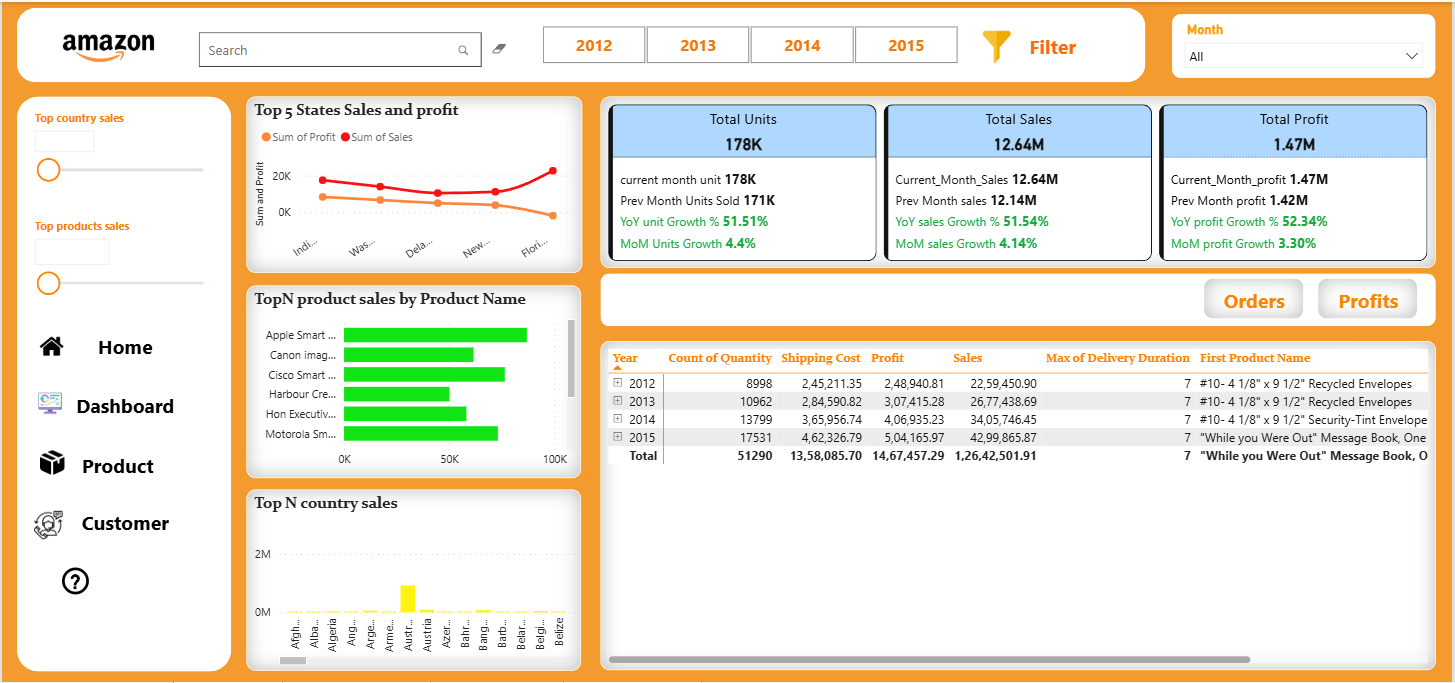 amazon
Search
2012 2013 2014 2015
Filter
Month
All
Top country sales
Top products sales
Home
Dashboard
Product
Customer
?
Top 5 States Sales and profit
Sum of Profit Sum of Sales
Sum and Profit
20K
0K
Indi... Was... Dela... New... Flori...
TopN product sales by Product Name
Apple Smart ...
Canon imag...
Cisco Smart ...
Harbour Cre...
Hon Executiv...
Motorola Sm...
0K 50K 100K
Top N country sales
2M
0M
Afgh... Alba... Algeria Ang... Arge... Arme... Austr... Austria Azer... Bahr... Bang... Barb... Belar... Belgi... Belize
Total Units
178K
current month unit 178K
Prev Month Units Sold 171K
YoY unit Growth % 51.51%
MoM Units Growth 4.4%
Total Sales
12.64M
Current_Month_Sales 12.64M
Prev Month sales 12.14M
YoY sales Growth % 51.54%
MoM sales Growth 4.14%
Total Profit
1.47M
Current_Month_profit 1.47M
Prev Month profit 1.42M
YoY profit Growth % 52.34%
MoM profit Growth 3.30%
Orders Profits
Year Count of Quantity Shipping Cost Profit Sales Max of Delivery Duration First Product Name
2012 8998 2,45,211.35 2,48,940.81 22,59,450.90 7 #10- 4 1/8" x 9 1/2" Recycled Envelopes
2013 10962 2,84,590.82 3,07,415.28 26,77,438.69 7 #10- 4 1/8" x 9 1/2" Recycled Envelopes
2014 13799 3,65,956.74 4,06,935.23 34,05,746.45 7 #10- 4 1/8" x 9 1/2" Security-Tint Envelope
2015 17531 4,62,326.79 5,04,165.97 42,99,865.87 7 "While you Were Out" Message Book, One
Total 51290 13,58,085.70 14,67,457.29 1,26,42,501.91 7 "While you Were Out" Message Book, O